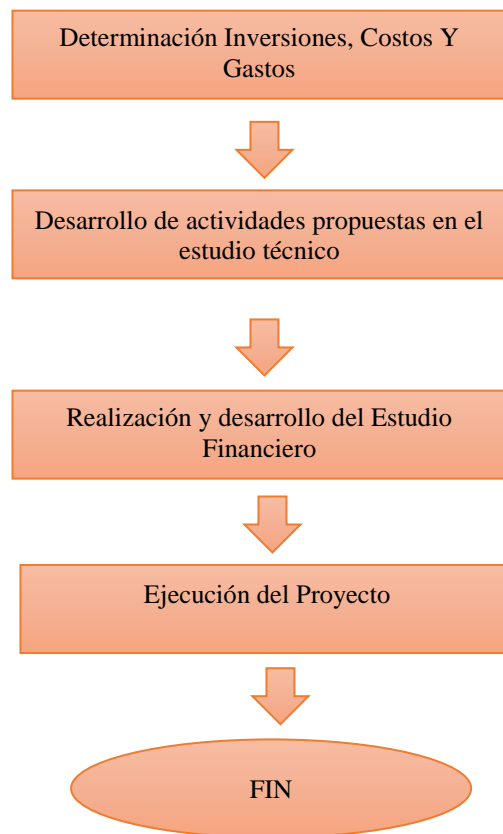 Determinación Inversiones, Costos Y
Gastos
Desarrollo de actividades propuestas en el
estudio técnico
Realización y desarrollo del Estudio
Financiero
Ejecución del Proyecto
FIN